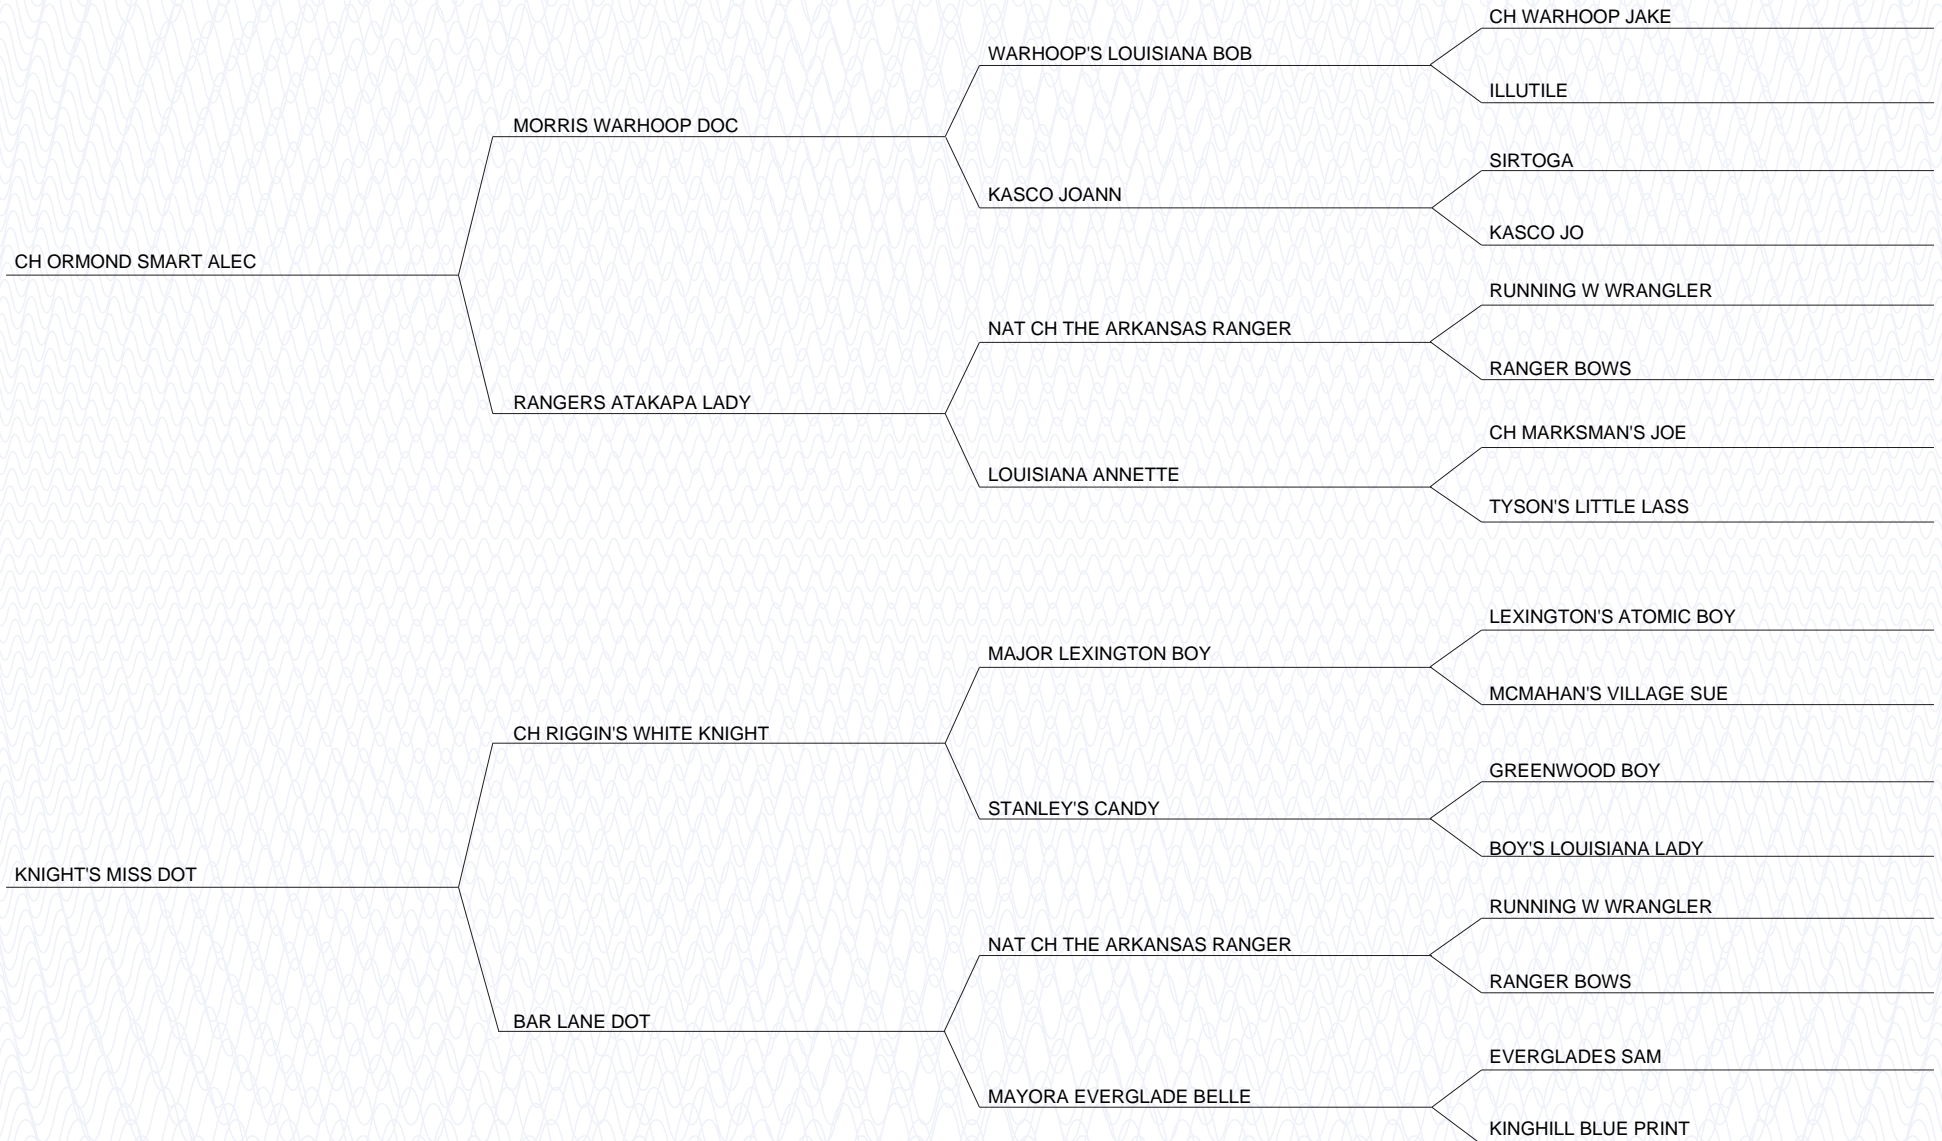 CH WARHOOP JAKE
WARHOOP'S LOUISIANA BOB
ILLUTILE
MORRIS WARHOOP DOC
SIRTOGA
KASCO JOANN
KASCO JO
CH ORMOND SMART ALEC
RUNNING W WRANGLER
NAT CH THE ARKANSAS RANGER
RANGER BOWS
RANGERS ATAKAPA LADY
CH MARKSMAN'S JOE
LOUISIANA ANNETTE
TYSON'S LITTLE LASS
LEXINGTON'S ATOMIC BOY
MAJOR LEXINGTON BOY
MCMAHAN'S VILLAGE SUE
CH RIGGIN'S WHITE KNIGHT
GREENWOOD BOY
STANLEY'S CANDY
BOY'S LOUISIANA LADY
KNIGHT'S MISS DOT
RUNNING W WRANGLER
NAT CH THE ARKANSAS RANGER
RANGER BOWS
BAR LANE DOT
EVERGLADES SAM
MAYORA EVERGLADE BELLE
KINGHILL BLUE PRINT